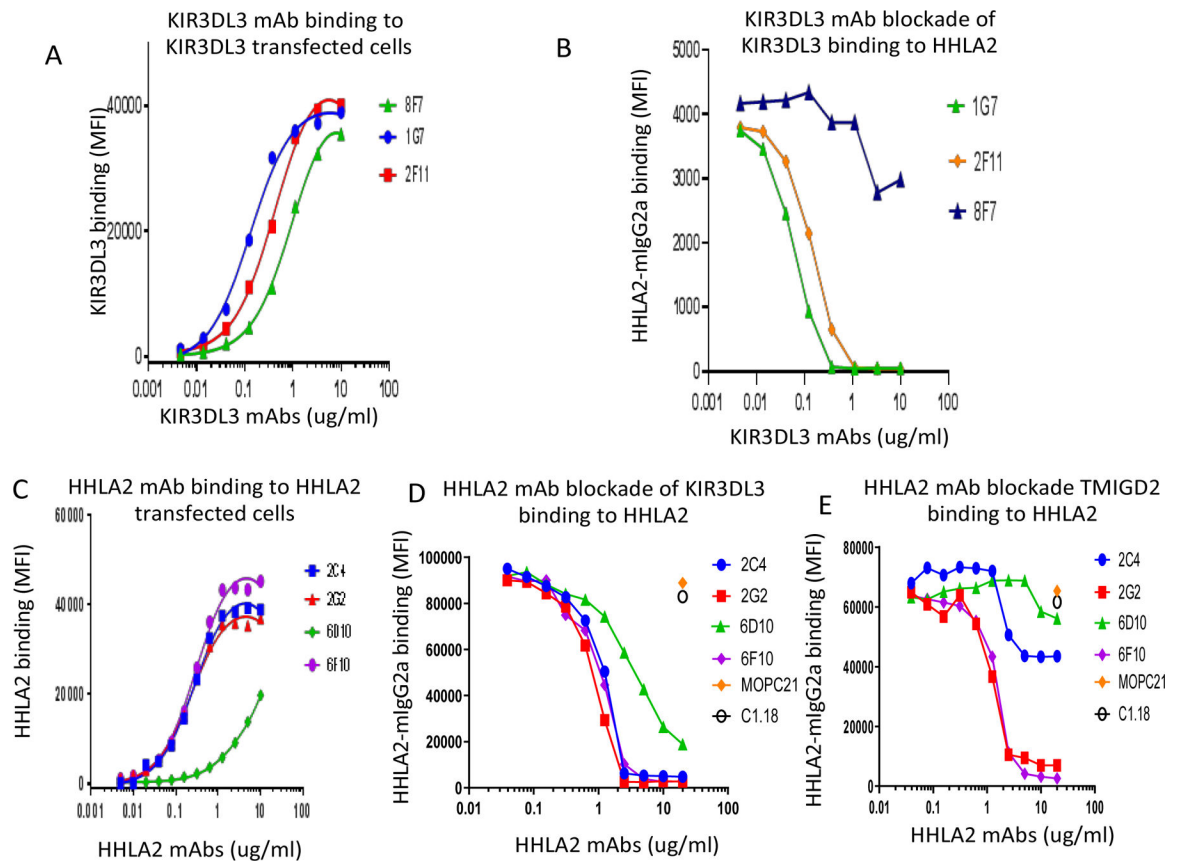 A
KIR3DL3 mAb binding to
KIR3DL3 transfected cells
KIR3DL3 binding (MFI)
40000
20000
0
0.001
0.01
0.1
1
10
100
KIR3DL3 mAbs (ug/ml)
8F7
1G7
2F11
B
KIR3DL3 mAb blockade of
KIR3DL3 binding to HHLA2
HHLA2-mIgG2a binding (MFI)
5000
4000
3000
2000
1000
0
0.001
0.01
0.1
1
10
100
KIR3DL3 mAbs (ug/ml)
1G7
2F11
8F7
C
HHLA2 mAb binding to HHLA2
transfected cells
HHLA2 binding (MFI)
60000
40000
20000
0
0.001
0.01
0.1
1
10
100
HHLA2 mAbs (ug/ml)
2C4
2G2
6D10
6F10
D
HHLA2 mAb blockade of KIR3DL3
binding to HHLA2
HHLA2-mIgG2a binding (MFI)
100000
80000
60000
40000
20000
0
0.01
0.1
1
10
100
HHLA2 mAbs (ug/ml)
2C4
2G2
6D10
6F10
MOPC21
C1.18
E
HHLA2 mAb blockade TMIGD2
binding to HHLA2
HHLA2-mIgG2a binding (MFI)
80000
60000
40000
20000
0
0.01
0.1
1
10
100
HHLA2 mAbs (ug/ml)
2C4
2G2
6D10
6F10
MOPC21
C1.18